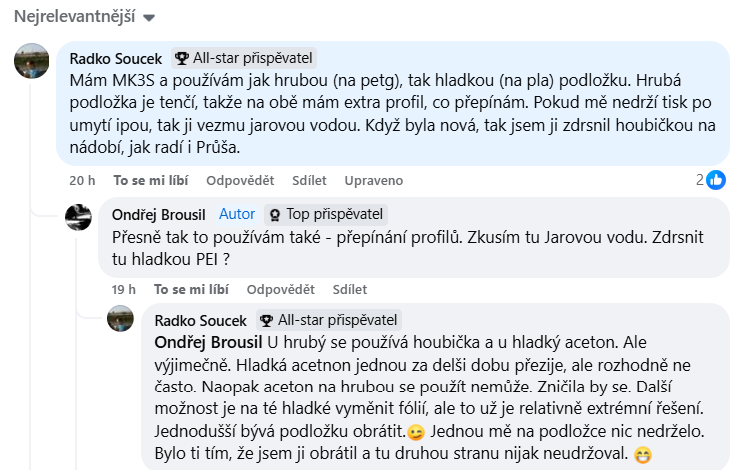 Nejrelevantnější
Radko Soucek All-star přispěvatel
Mám MK3S a používám jak hrubou (na petg), tak hladkou (na pla) podložku. Hrubá
podložka je tenčí, takže na obě mám extra profil, co přepínám. Pokud mě nedrží tisk po
umytí ipou, tak ji vezmu jarovou vodou. Když byla nová, tak jsem ji zdrsnil houbičkou na
nádobí, jak radí i Průša.
20 h To se mi líbí Odpovědět Sdílet Upraveno 2
Ondřej Brousil Autor Top přispěvatel
Přesně tak to používám také - přepínání profilů. Zkusím tu Jarovou vodu. Zdrsnit
tu hladkou PEI ?
19 h To se mi líbí Odpovědět Sdílet
Radko Soucek All-star přispěvatel
Ondřej Brousil U hrubý se používá houbička a u hladký aceton. Ale
výjimečně. Hladká acetnon jednou za delši dobu přezije, ale rozhodně ne
často. Naopak aceton na hrubou se použít nemůže. Zničila by se. Další
možnost je na té hladké vyměnit fólií, ale to už je relativně extrémní řešení.
Jednodušší bývá podložku obrátit.😉 Jednou mě na podložce nic nedrželo.
Bylo ti tím, že jsem ji obrátil a tu druhou stranu nijak neudržoval. 😁